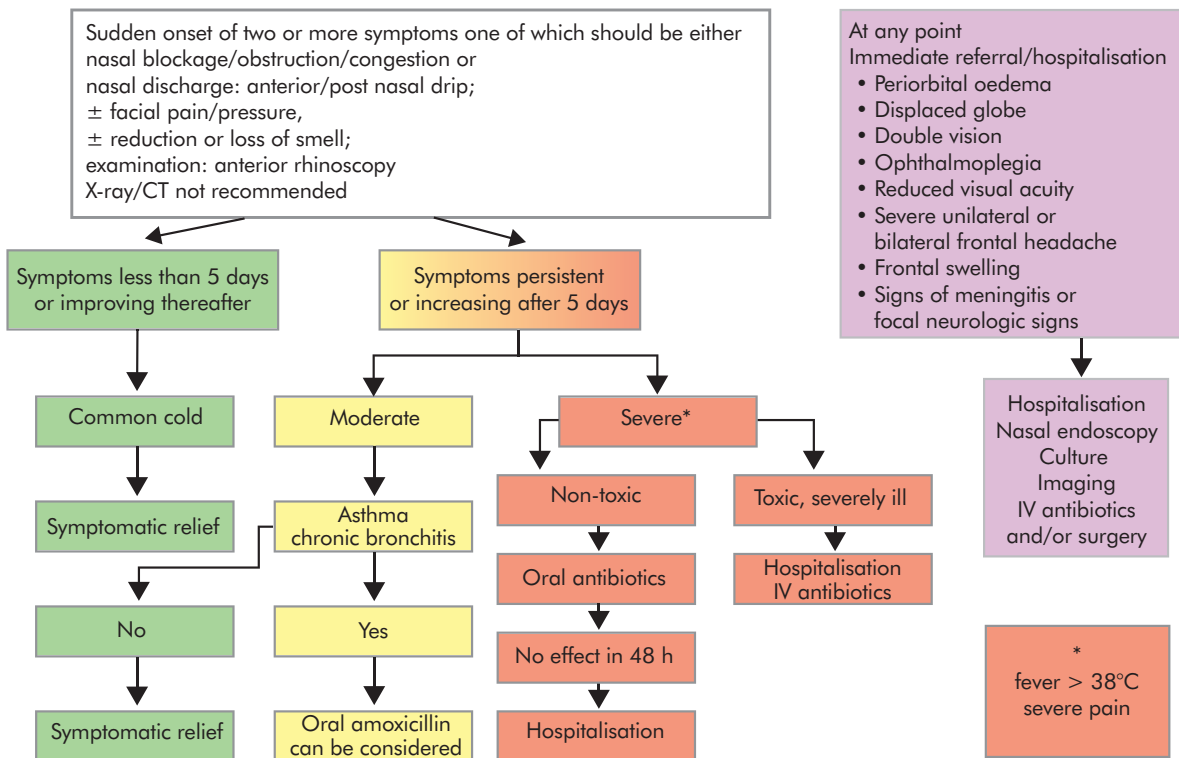 Sudden onset of two or more symptoms one of which should be either
nasal blockage/obstruction/congestion or
nasal discharge: anterior/post nasal drip;
± facial pain/pressure,
± reduction or loss of smell;
examination: anterior rhinoscopy
X-ray/CT not recommended
At any point
Immediate referral/hospitalisation
• Periorbital oedema
• Displaced globe
• Double vision
• Ophthalmoplegia
• Reduced visual acuity
• Severe unilateral or
bilateral frontal headache
• Frontal swelling
• Signs of meningitis or
focal neurologic signs
Symptoms less than 5 days
or improving thereafter
Symptoms persistent
or increasing after 5 days
Common cold
Moderate
Severe*
Hospitalisation
Nasal endoscopy
Culture
Imaging
IV antibiotics
and/or surgery
Symptomatic relief
Asthma
chronic bronchitis
Non-toxic
Toxic, severely ill
Oral antibiotics
Hospitalisation
IV antibiotics
No
Yes
No effect in 48 h
Symptomatic relief
Oral amoxicillin
can be considered
Hospitalisation
*
fever > 38°C
severe pain